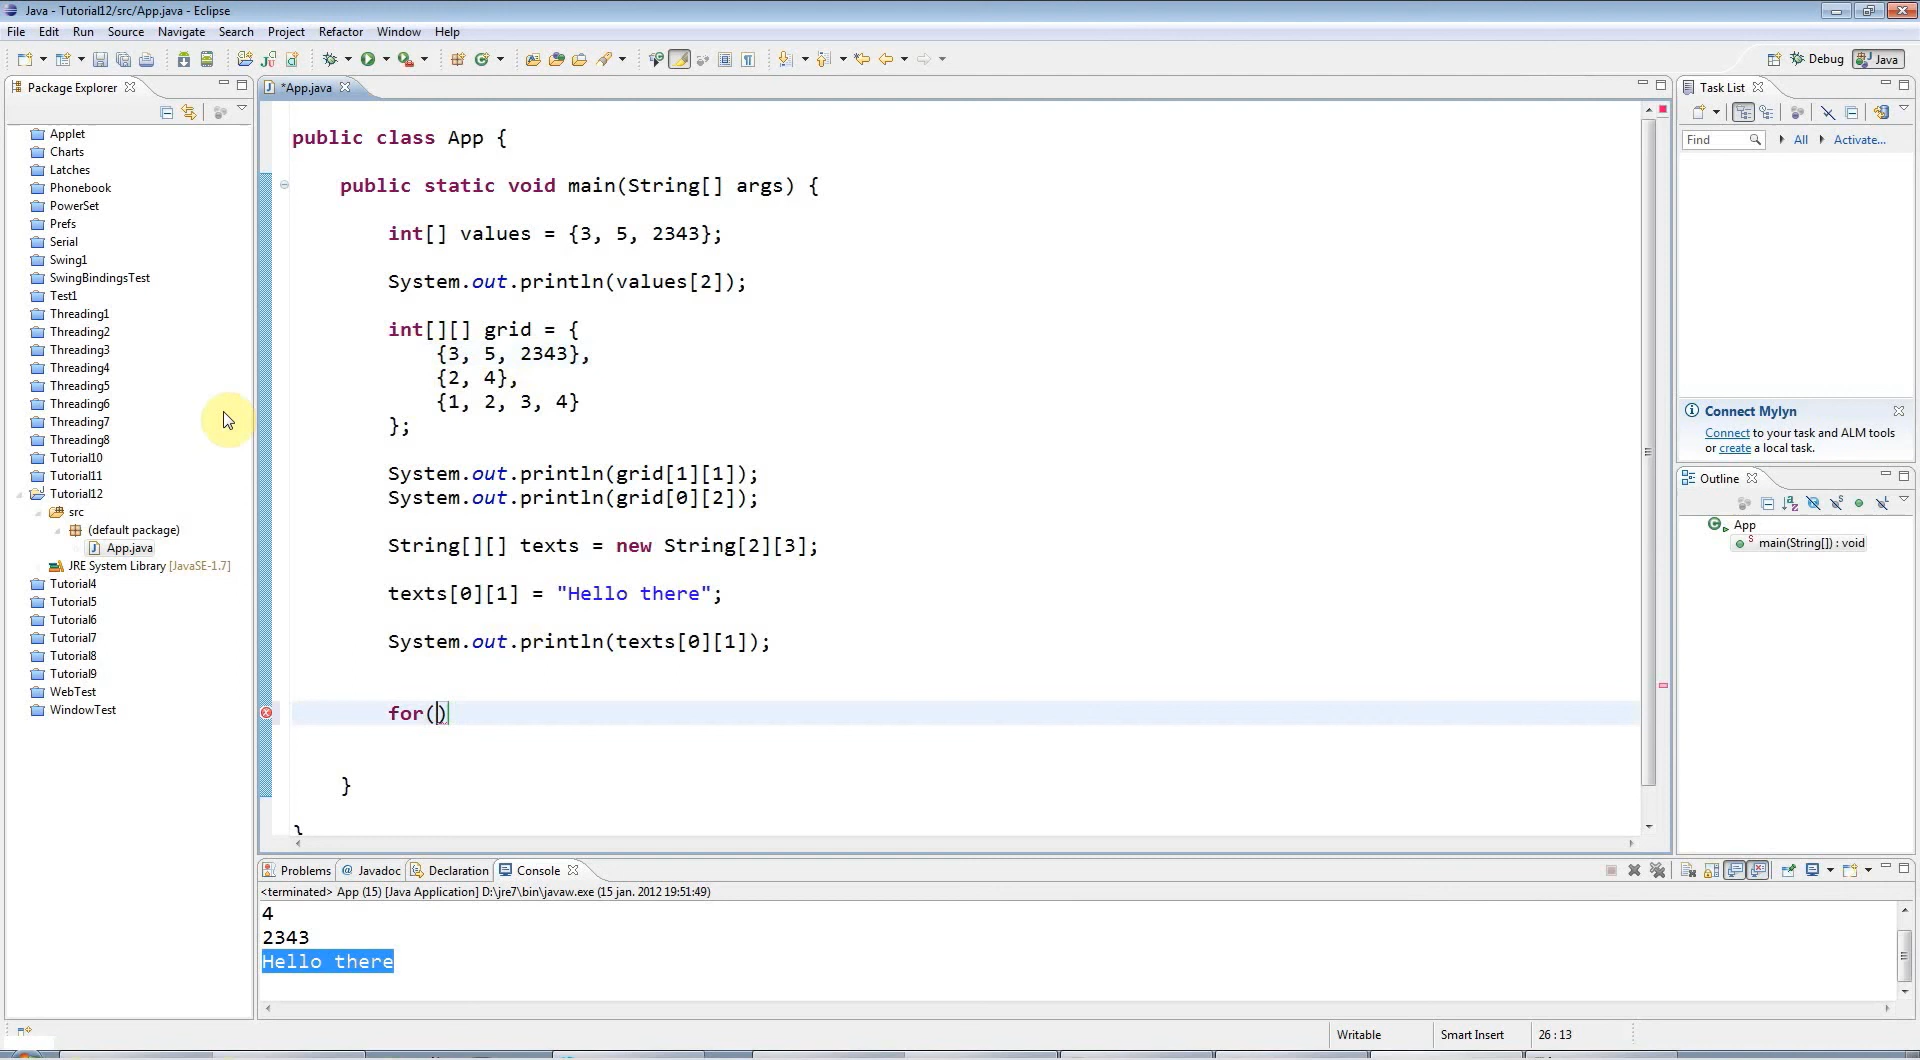 Java - Tutorial12/src/App.java - Eclipse
File Edit Run Source Navigate Search Project Refactor Window Help
Debug Java
Package Explorer
*App.java
Task List
Find All Activate...
Applet
Charts
Latches
Phonebook
PowerSet
Prefs
Serial
Swing1
SwingBindingsTest
Test1
Threading1
Threading2
Threading3
Threading4
Threading5
Threading6
Threading7
Threading8
Tutorial10
Tutorial11
Tutorial12
src
(default package)
App.java
JRE System Library [JavaSE-1.7]
Tutorial4
Tutorial5
Tutorial6
Tutorial7
Tutorial8
Tutorial9
WebTest
WindowTest
public class App {
public static void main(String[] args) {
int[] values = {3, 5, 2343};
System.out.println(values[2]);
int[][] grid = {
{3, 5, 2343},
{2, 4},
{1, 2, 3, 4}
};
System.out.println(grid[1][1]);
System.out.println(grid[0][2]);
String[][] texts = new String[2][3];
texts[0][1] = "Hello there";
System.out.println(texts[0][1]);
for()
}
}
Connect Mylyn
Connect to your task and ALM tools
or create a local task.
Outline
App
main(String[]) : void
Problems @ Javadoc Declaration Console
<terminated> App (15) [Java Application] D:\jre7\bin\javaw.exe (15 jan. 2012 19:51:49)
4
2343
Hello there
Writable Smart Insert 26 : 13